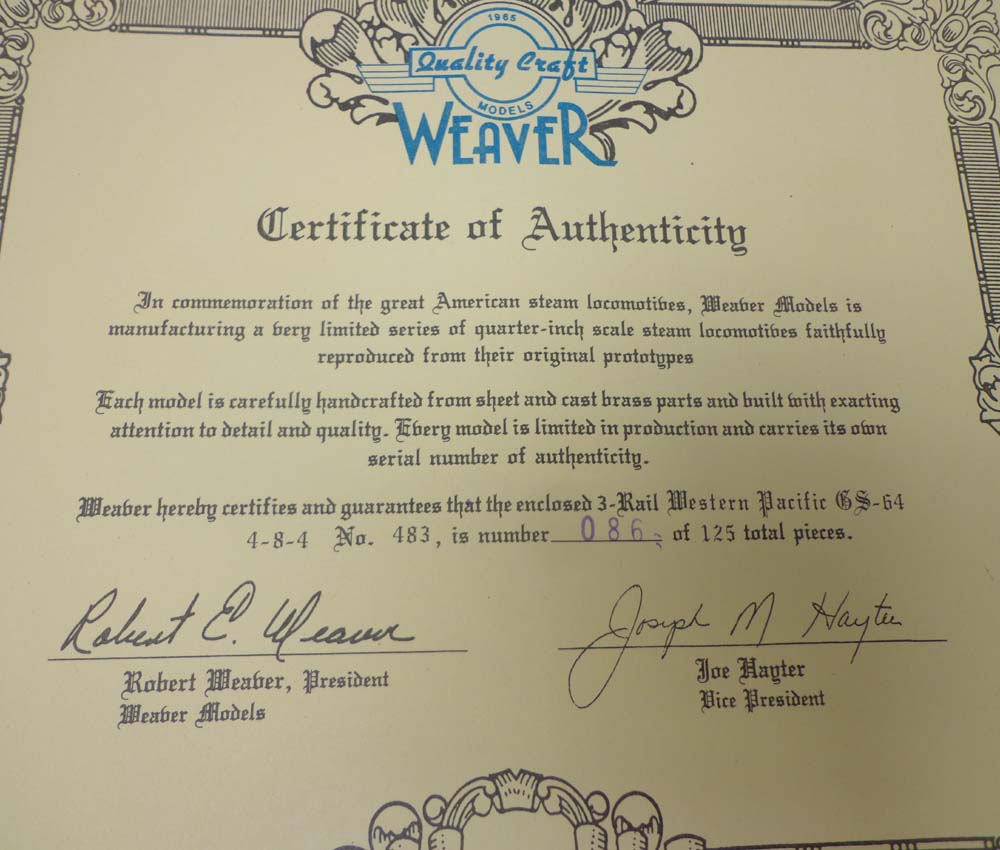 1965
Quality Craft
MODELS
WEAVER
Certificate of Authenticity
In commemoration of the great American steam locomotives, Weaver Models is
manufacturing a very limited series of quarter-inch scale steam locomotives faithfully
reproduced from their original prototypes
Each model is carefully handcrafted from sheet and cast brass parts and built with exacting
attention to detail and quality. Every model is limited in production and carries its own
serial number of authenticity.
Weaver hereby certifies and guarantees that the enclosed 3-Rail Western Pacific GS-64
4-8-4 No. 483, is number 086 of 125 total pieces.
Robert E. Weaver
Joseph M Hayter
Robert Weaver, President
Weaver Models
Joe Hayter
Vice President